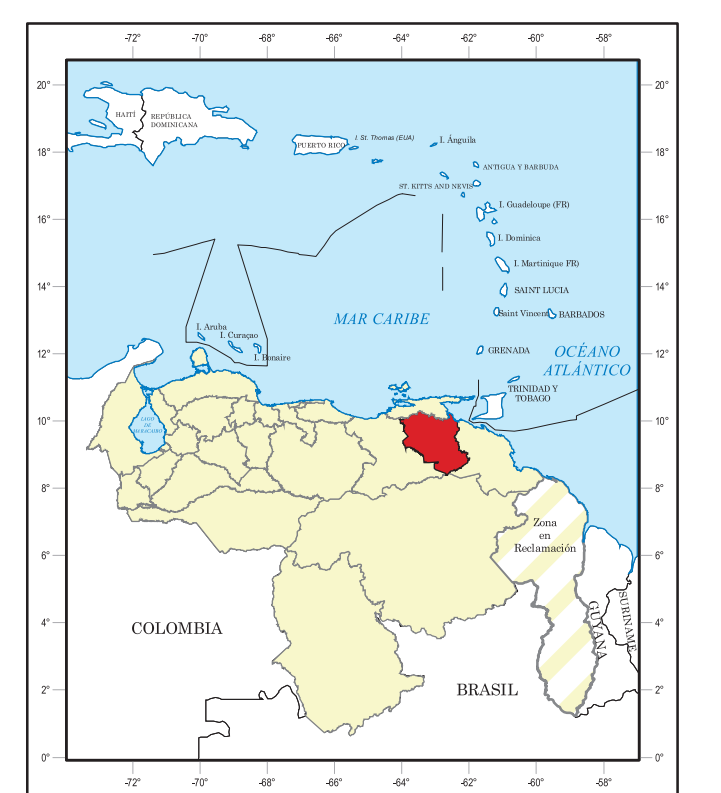 -72° -70° -68° -66° -64° -62° -60° -58°
20° 20°
HAITÍ
REPÚBLICA
DOMINICANA
PUERTO RICO
I. St. Thomas (EUA)
I. Ánguila
18° 18°
ANTIGUA Y BARBUDA
ST. KITTS AND NEVIS
I. Guadeloupe (FR)
16° 16°
I. Dominica
I. Martinique FR)
14° 14°
SAINT LUCIA
Saint Vincent
BARBADOS
MAR CARIBE
I. Aruba
I. Curaçao
I. Bonaire
12° 12°
GRENADA
OCÉANO
ATLÁNTICO
TRINIDAD Y
TOBAGO
10° 10°
LAGO
DE
MARACAIBO
8° 8°
Zona
en
Reclamación
6° 6°
COLOMBIA
4° 4°
GUYANA
SURINAME
BRASIL
2° 2°
0° 0°
-72° -70° -68° -66° -64° -62° -60° -58°